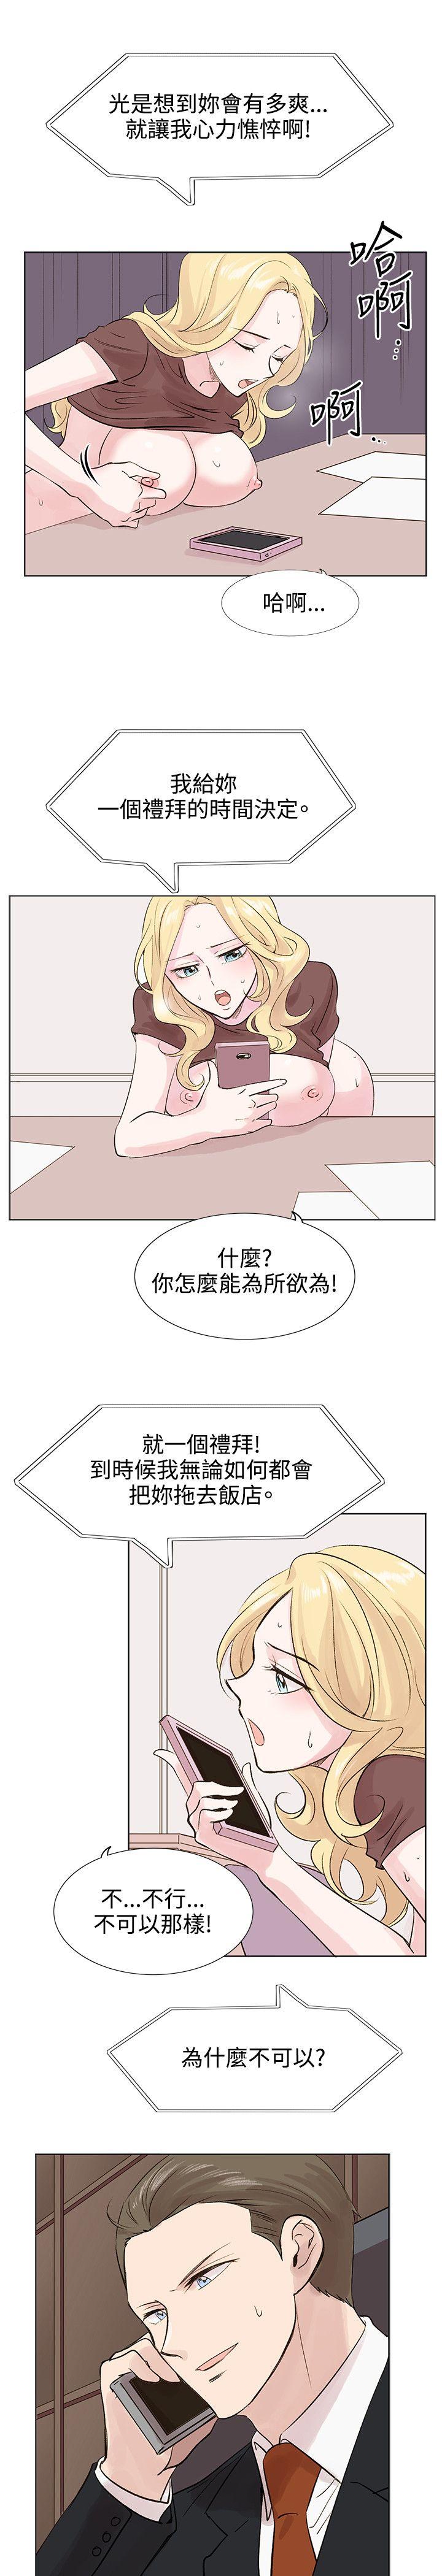 光是想到妳會有多爽...
就讓我心力憔悴啊!
哈
啊...
啊...
哈啊...
我給妳
一個禮拜的時間決定。
什麼?
你怎麼能為所欲為!
就一個禮拜!
到時候我無論如何都會
把妳拖去飯店。
不...不行...
不可以那樣!
為什麼不可以?